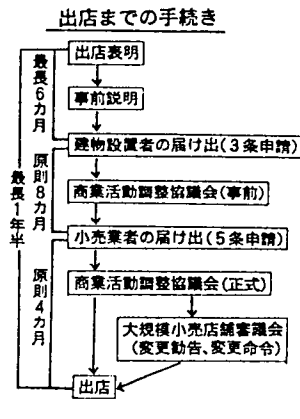 出店までの手続き
出店表明
事前説明
建物設置者の届け出(3条申請)
商業活動調整協議会(事前)
小売業者の届け出(5条申請)
商業活動調整協議会(正式)
大規模小売店舗審議会
(変更勧告、変更命令)
出店
最長6カ月
原則8カ月
原則4カ月
最長1年半